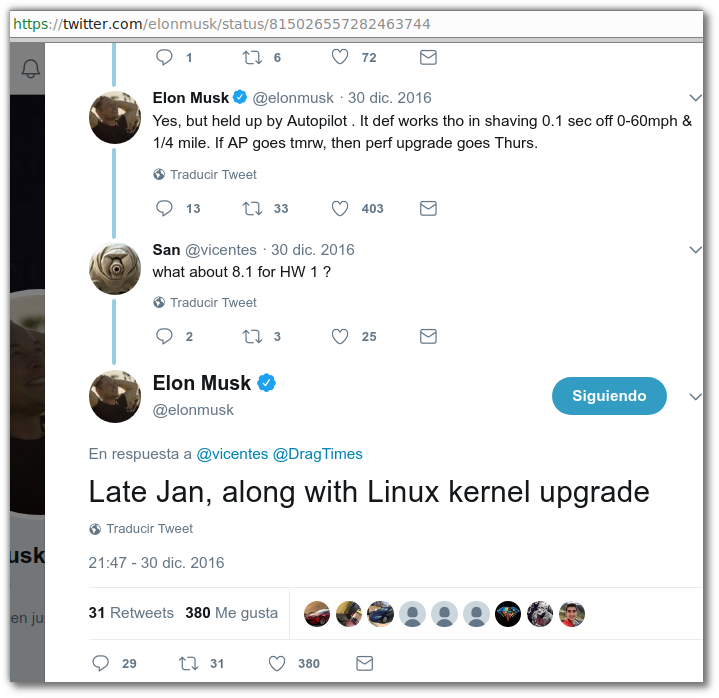 https://twitter.com/elonmusk/status/815026557282463744
1 6 72
Elon Musk @elonmusk · 30 dic. 2016
Yes, but held up by Autopilot . It def works tho in shaving 0.1 sec off 0-60mph &
1/4 mile. If AP goes tmrw, then perf upgrade goes Thurs.
Traducir Tweet
13 33 403
San @vicentes · 30 dic. 2016
what about 8.1 for HW 1 ?
Traducir Tweet
2 3 25
Elon Musk
@elonmusk
Siguiendo
En respuesta a @vicentes @DragTimes
Late Jan, along with Linux kernel upgrade
Traducir Tweet
21:47 - 30 dic. 2016
usk
en ju
31 Retweets 380 Me gusta
29 31 380